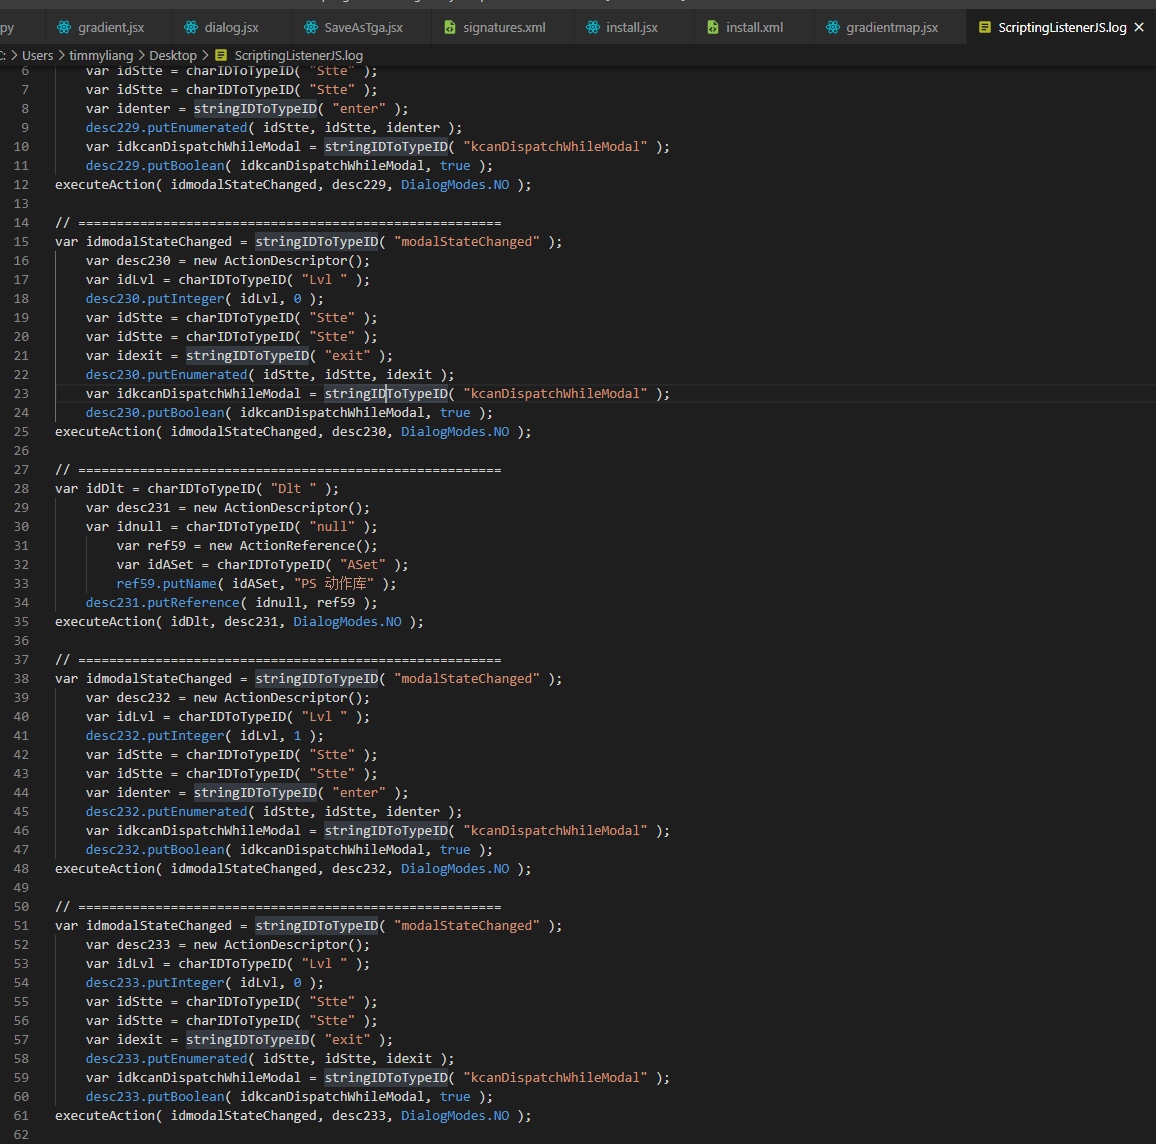 py gradient.jsx dialog.jsx SaveAsTga.jsx signatures.xml install.jsx install.xml gradientmap.jsx ScriptingListenerJS.log ×
C: > Users > timmyliang > Desktop > ScriptingListenerJS.log
6 var idStte = charIDToTypeID( "Stte" );
7 var idStte = charIDToTypeID( "Stte" );
8 var identer = stringIDToTypeID( "enter" );
9 desc229.putEnumerated( idStte, idStte, identer );
10 var idkcanDispatchWhileModal = stringIDToTypeID( "kcanDispatchWhileModal" );
11 desc229.putBoolean( idkcanDispatchWhileModal, true );
12 executeAction( idmodalStateChanged, desc229, DialogModes.NO );
13
14 // =======================================================
15 var idmodalStateChanged = stringIDToTypeID( "modalStateChanged" );
16 var desc230 = new ActionDescriptor();
17 var idLvl = charIDToTypeID( "Lvl " );
18 desc230.putInteger( idLvl, 0 );
19 var idStte = charIDToTypeID( "Stte" );
20 var idStte = charIDToTypeID( "Stte" );
21 var idexit = stringIDToTypeID( "exit" );
22 desc230.putEnumerated( idStte, idStte, idexit );
23 var idkcanDispatchWhileModal = stringIDToTypeID( "kcanDispatchWhileModal" );
24 desc230.putBoolean( idkcanDispatchWhileModal, true );
25 executeAction( idmodalStateChanged, desc230, DialogModes.NO );
26
27 // =======================================================
28 var idDlt = charIDToTypeID( "Dlt " );
29 var desc231 = new ActionDescriptor();
30 var idnull = charIDToTypeID( "null" );
31 var ref59 = new ActionReference();
32 var idASet = charIDToTypeID( "ASet" );
33 ref59.putName( idASet, "PS 动作库" );
34 desc231.putReference( idnull, ref59 );
35 executeAction( idDlt, desc231, DialogModes.NO );
36
37 // =======================================================
38 var idmodalStateChanged = stringIDToTypeID( "modalStateChanged" );
39 var desc232 = new ActionDescriptor();
40 var idLvl = charIDToTypeID( "Lvl " );
41 desc232.putInteger( idLvl, 1 );
42 var idStte = charIDToTypeID( "Stte" );
43 var idStte = charIDToTypeID( "Stte" );
44 var identer = stringIDToTypeID( "enter" );
45 desc232.putEnumerated( idStte, idStte, identer );
46 var idkcanDispatchWhileModal = stringIDToTypeID( "kcanDispatchWhileModal" );
47 desc232.putBoolean( idkcanDispatchWhileModal, true );
48 executeAction( idmodalStateChanged, desc232, DialogModes.NO );
49
50 // =======================================================
51 var idmodalStateChanged = stringIDToTypeID( "modalStateChanged" );
52 var desc233 = new ActionDescriptor();
53 var idLvl = charIDToTypeID( "Lvl " );
54 desc233.putInteger( idLvl, 0 );
55 var idStte = charIDToTypeID( "Stte" );
56 var idStte = charIDToTypeID( "Stte" );
57 var idexit = stringIDToTypeID( "exit" );
58 desc233.putEnumerated( idStte, idStte, idexit );
59 var idkcanDispatchWhileModal = stringIDToTypeID( "kcanDispatchWhileModal" );
60 desc233.putBoolean( idkcanDispatchWhileModal, true );
61 executeAction( idmodalStateChanged, desc233, DialogModes.NO );
62